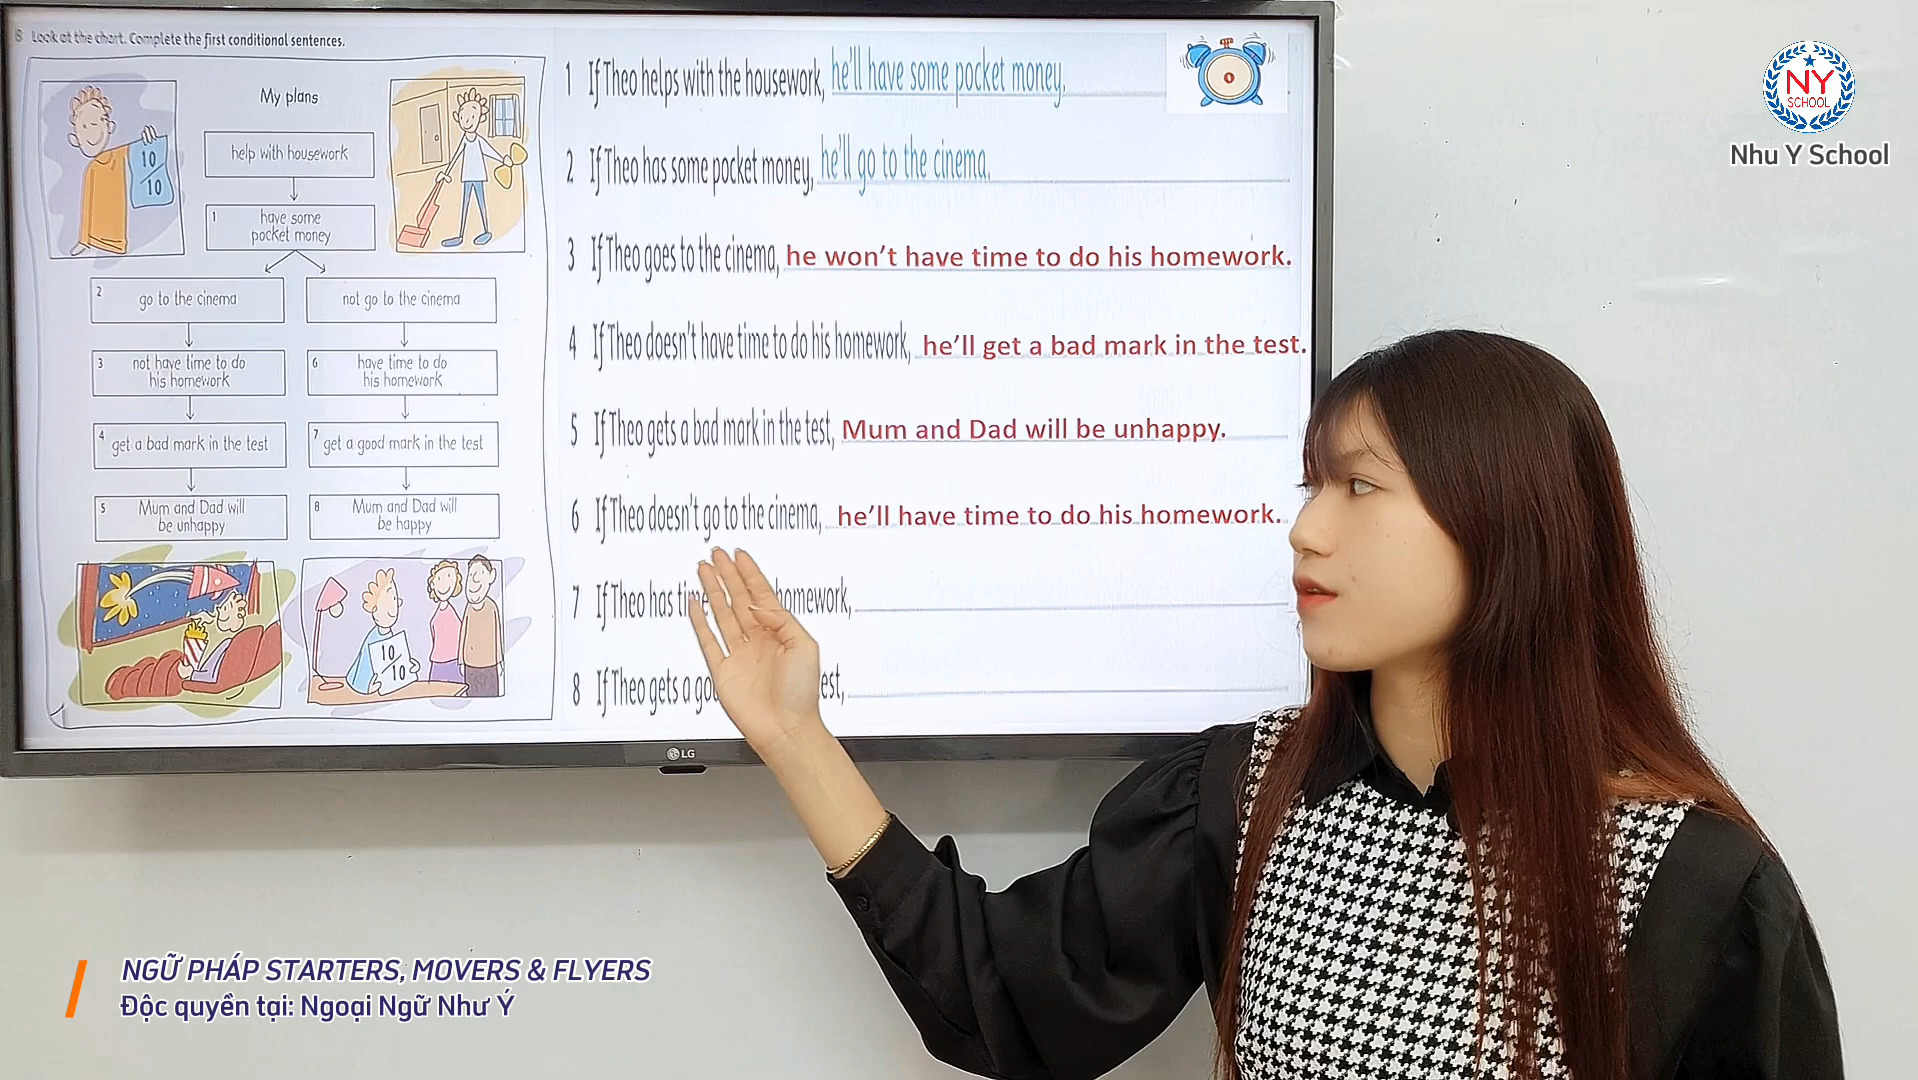 8 Look at the chart. Complete the first conditional sentences.
My plans
help with housework
1 have some
pocket money
2 go to the cinema
not go to the cinema
3 not have time to do
his homework
6 have time to do
his homework
4 get a bad mark in the test
7 get a good mark in the test
5 Mum and Dad will
be unhappy
8 Mum and Dad will
be happy
10
10
10
10
1 If Theo helps with the housework, he'll have some pocket money.
2 If Theo has some pocket money, he'll go to the cinema.
3 If Theo goes to the cinema, he won't have time to do his homework.
4 If Theo doesn't have time to do his homework, he'll get a bad mark in the test.
5 If Theo gets a bad mark in the test, Mum and Dad will be unhappy.
6 If Theo doesn't go to the cinema, he'll have time to do his homework.
7 If Theo has time homework,
8 If Theo gets a
0
LG
NY
SCHOOL
Nhu Y School
NGỮ PHÁP STARTERS, MOVERS & FLYERS
Độc quyền tại: Ngoại Ngữ Như Ý